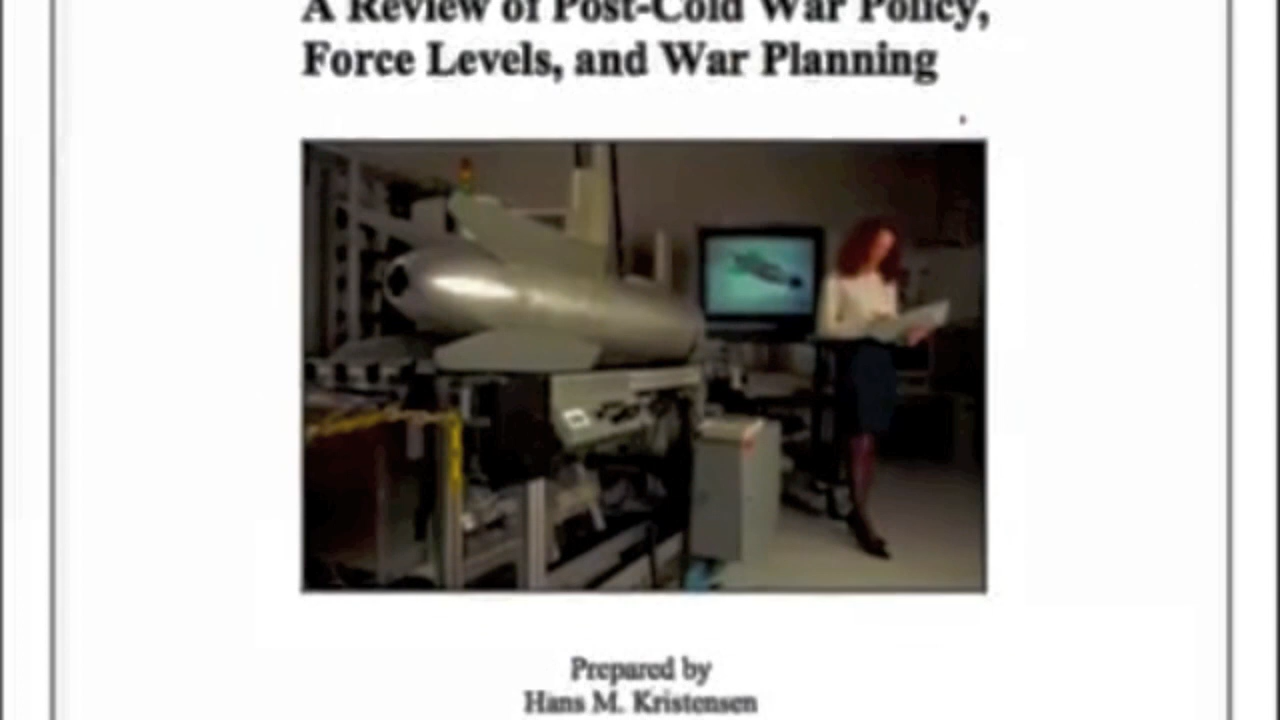 A Review of Post-Cold War Policy,
Force Levels, and War Planning
Prepared by
Hans M. Kristensen